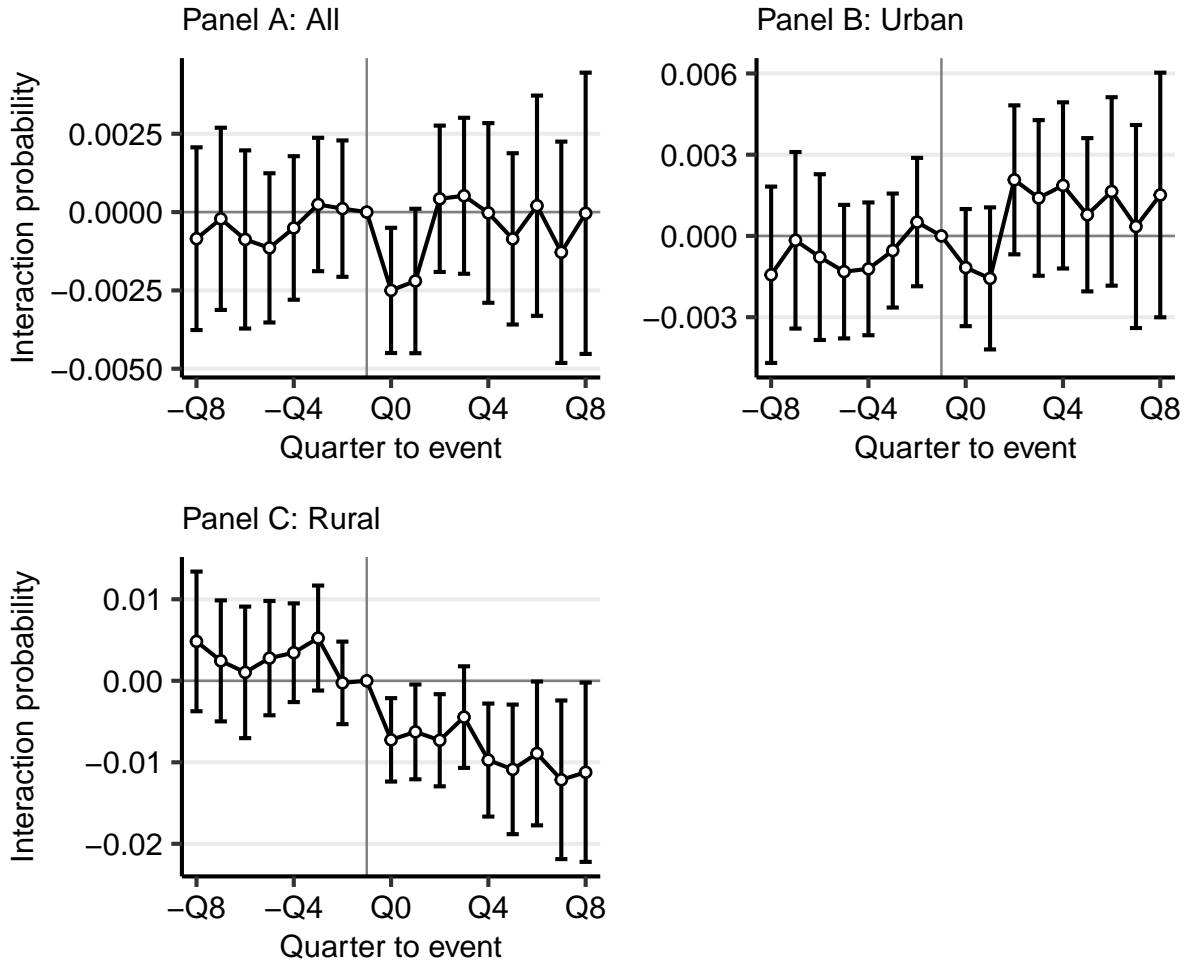 Panel A: All
Interaction probability
0.0025
0.0000
−0.0025
−0.0050
−Q8 −Q4 Q0 Q4 Q8
Quarter to event
Panel B: Urban
0.006
0.003
0.000
−0.003
−Q8 −Q4 Q0 Q4 Q8
Quarter to event
Panel C: Rural
Interaction probability
0.01
0.00
−0.01
−0.02
−Q8 −Q4 Q0 Q4 Q8
Quarter to event